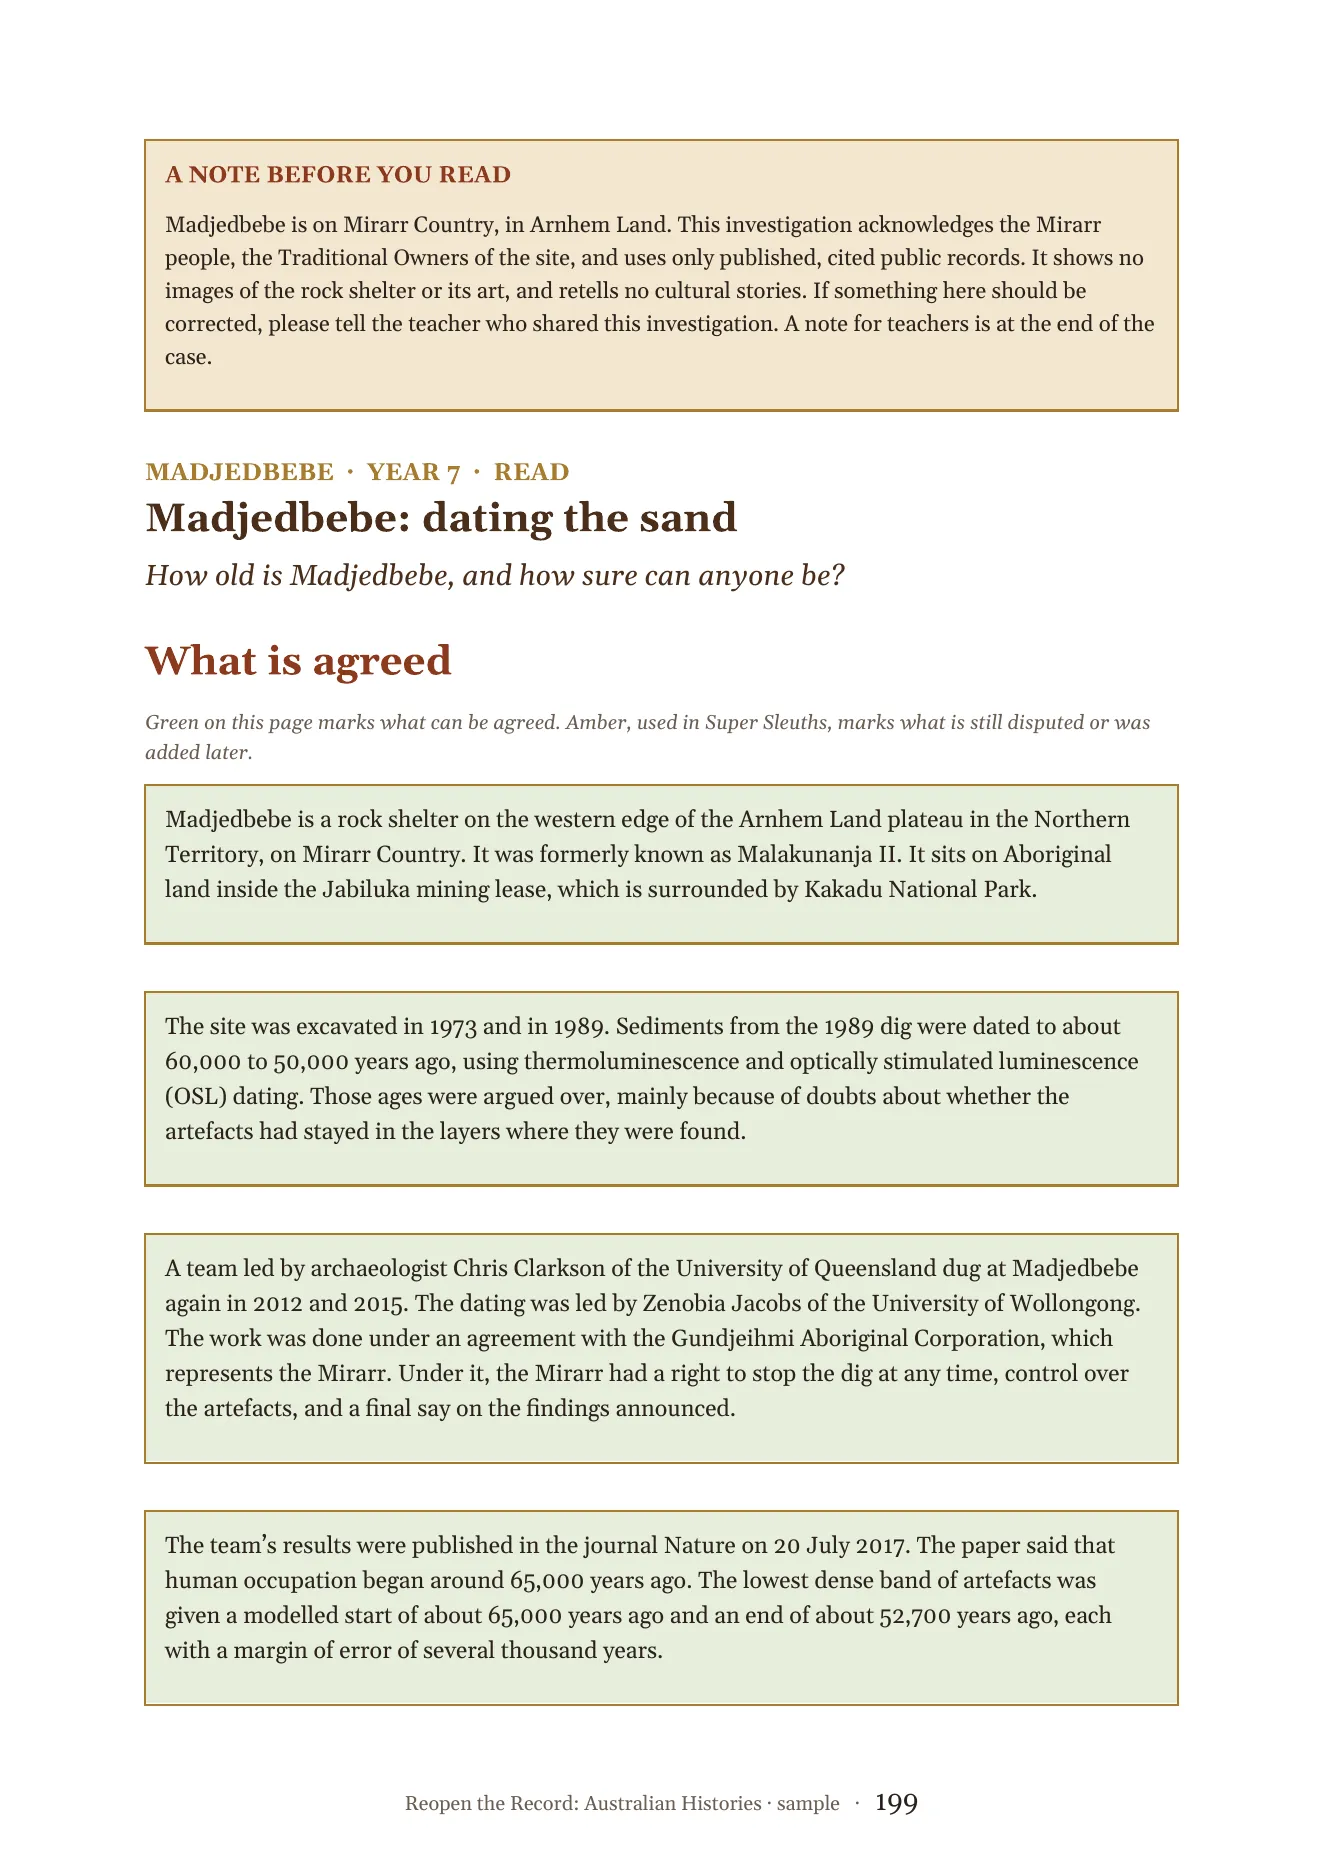 A NOTE BEFORE YOU READ
Madjedbebe is on Mirarr Country, in Arnhem Land. This investigation acknowledges the Mirarr
people, the Traditional Owners of the site, and uses only published, cited public records. It shows no
images of the rock shelter or its art, and retells no cultural stories. If something here should be
corrected, please tell the teacher who shared this investigation. A note for teachers is at the end of the
case.
MADJEDBEBE · YEAR 7 · READ
Madjedbebe: dating the sand
How old is Madjedbebe, and how sure can anyone be?
What is agreed
Green on this page marks what can be agreed. Amber, used in Super Sleuths, marks what is still disputed or was
added later.
Madjedbebe is a rock shelter on the western edge of the Arnhem Land plateau in the Northern
Territory, on Mirarr Country. It was formerly known as Malakunanja II. It sits on Aboriginal
land inside the Jabiluka mining lease, which is surrounded by Kakadu National Park.
The site was excavated in 1973 and in 1989. Sediments from the 1989 dig were dated to about
60,000 to 50,000 years ago, using thermoluminescence and optically stimulated luminescence
(OSL) dating. Those ages were argued over, mainly because of doubts about whether the
artefacts had stayed in the layers where they were found.
A team led by archaeologist Chris Clarkson of the University of Queensland dug at Madjedbebe
again in 2012 and 2015. The dating was led by Zenobia Jacobs of the University of Wollongong.
The work was done under an agreement with the Gundjeihmi Aboriginal Corporation, which
represents the Mirarr. Under it, the Mirarr had a right to stop the dig at any time, control over
the artefacts, and a final say on the findings announced.
The team’s results were published in the journal Nature on 20 July 2017. The paper said that
human occupation began around 65,000 years ago. The lowest dense band of artefacts was
given a modelled start of about 65,000 years ago and an end of about 52,700 years ago, each
with a margin of error of several thousand years.
Reopen the Record: Australian Histories · sample · 199